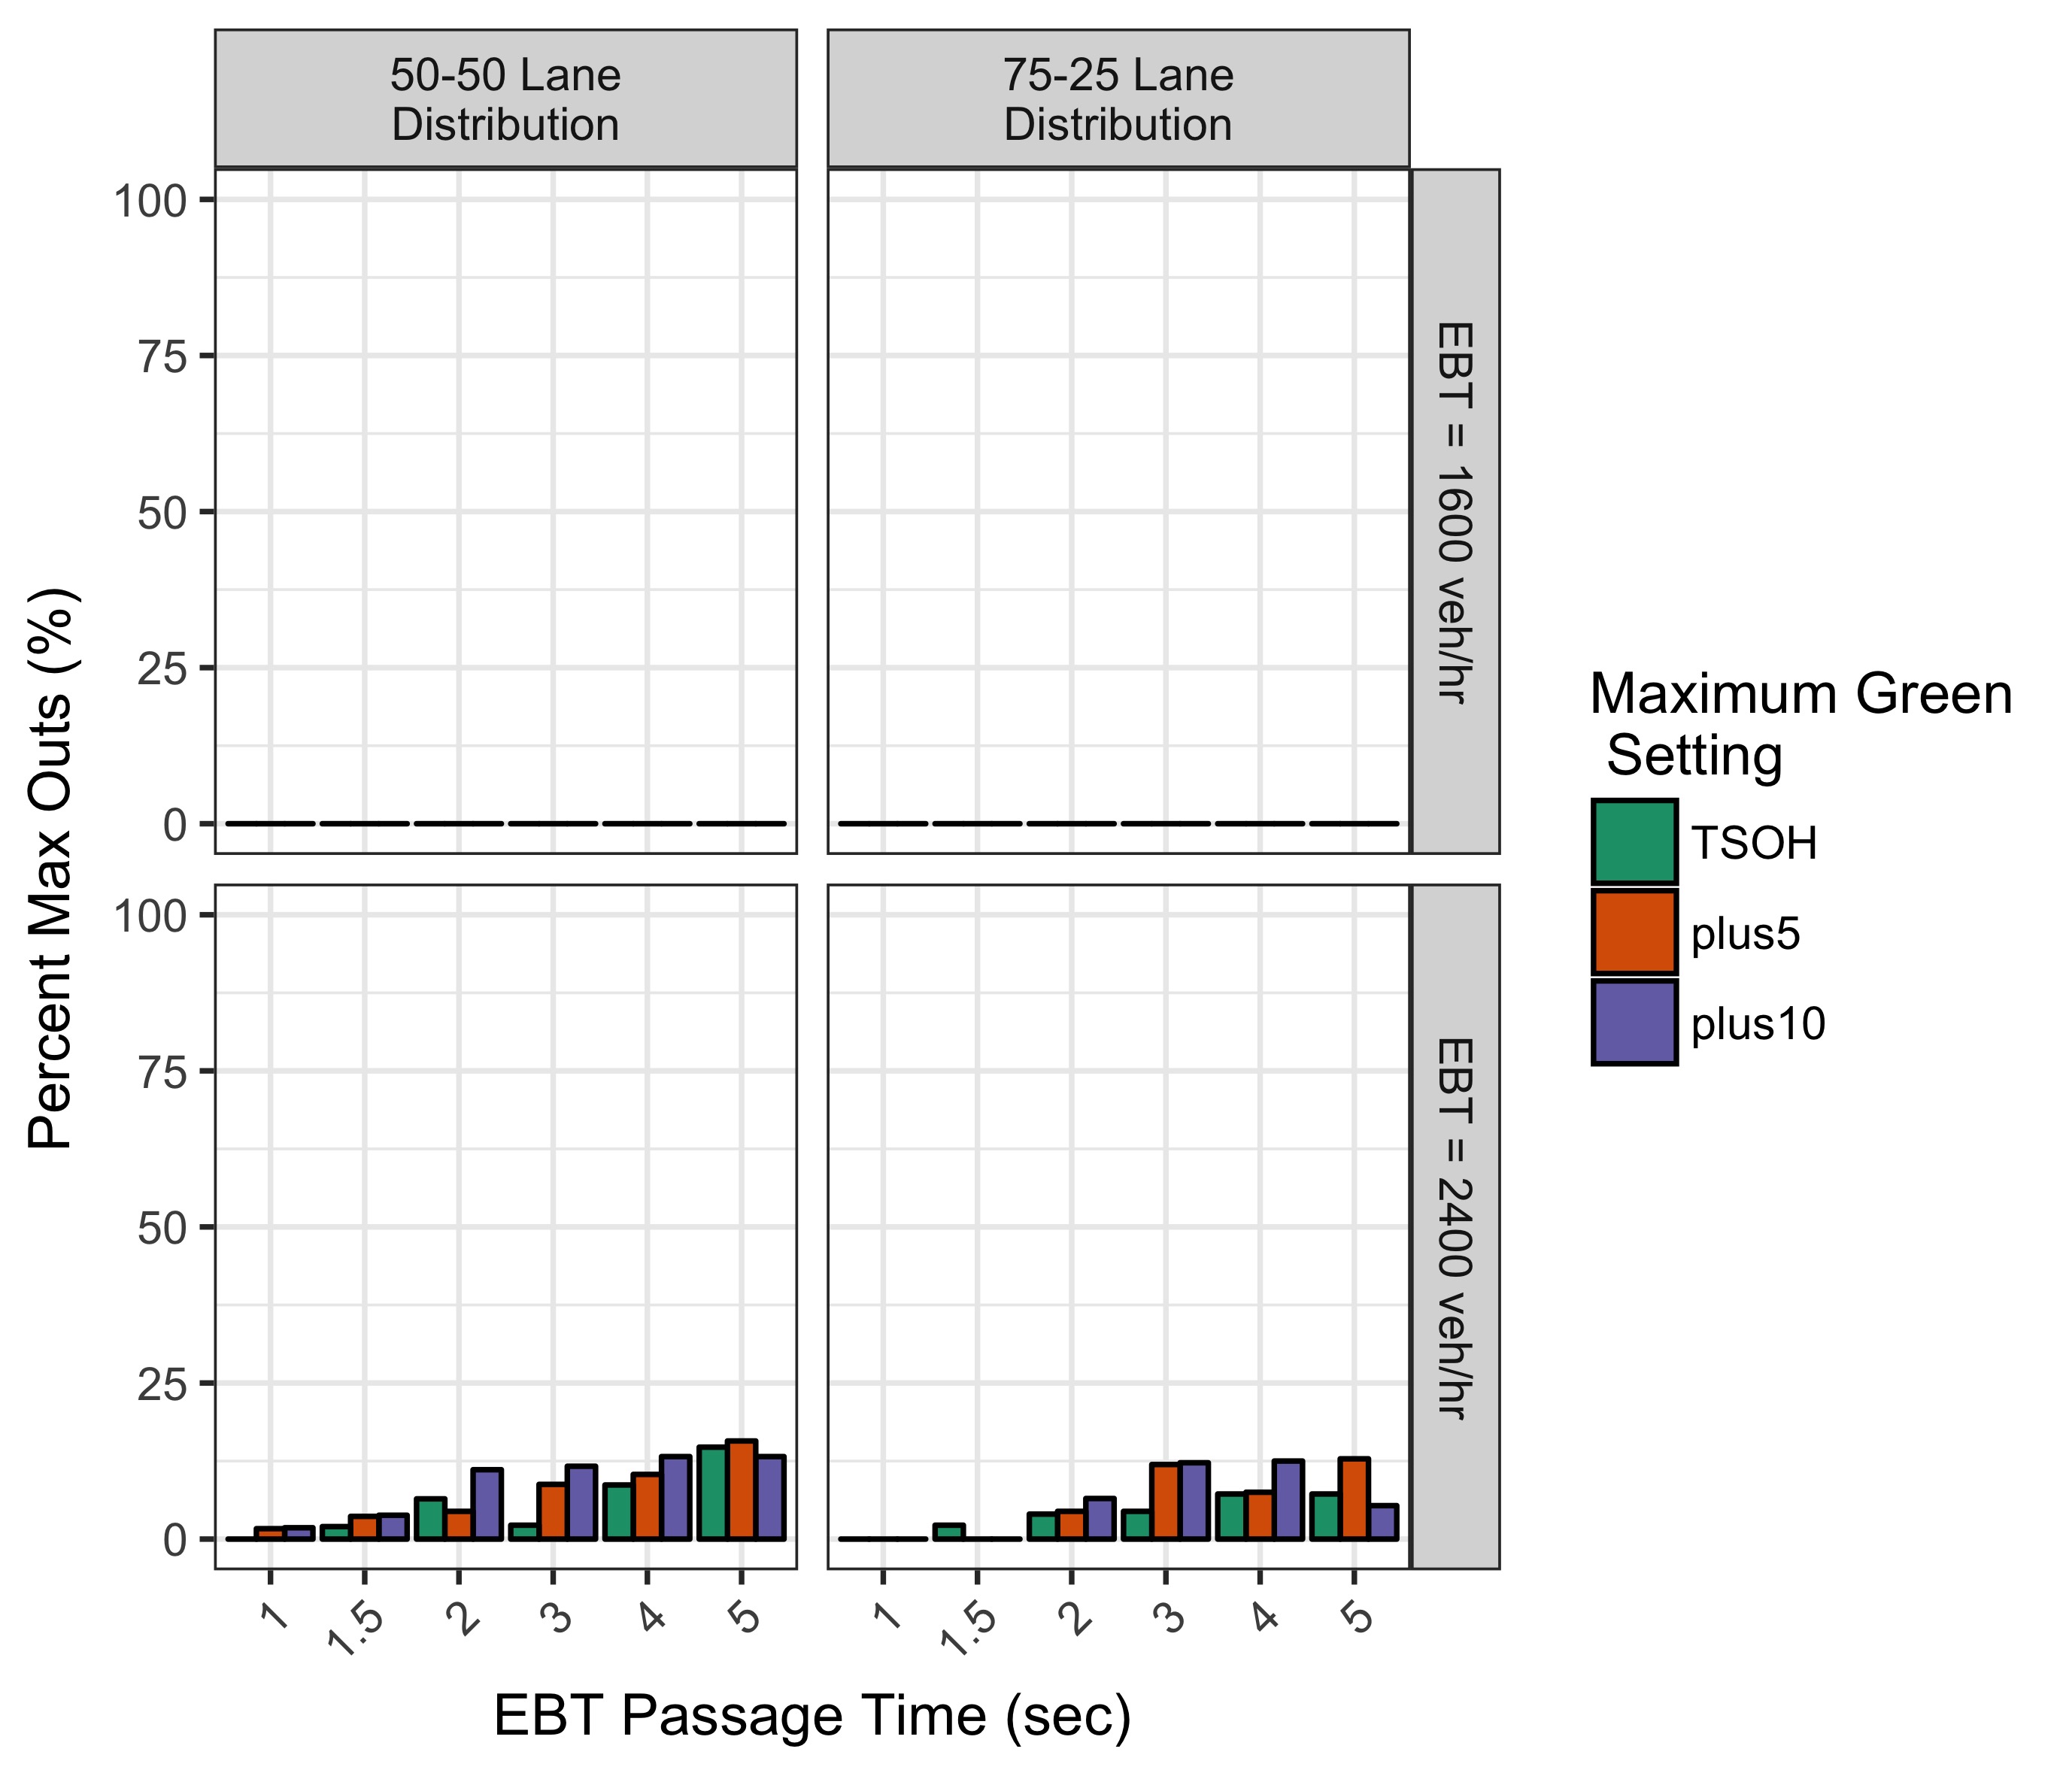 50-50 Lane
Distribution
75-25 Lane
Distribution
100
75
50
25
0
EBT = 1600 veh/hr
100
75
50
25
0
EBT = 2400 veh/hr
Percent Max Outs (%)
1 1.5 2 3 4 5
1 1.5 2 3 4 5
EBT Passage Time (sec)
Maximum Green
Setting
TSOH
plus5
plus10